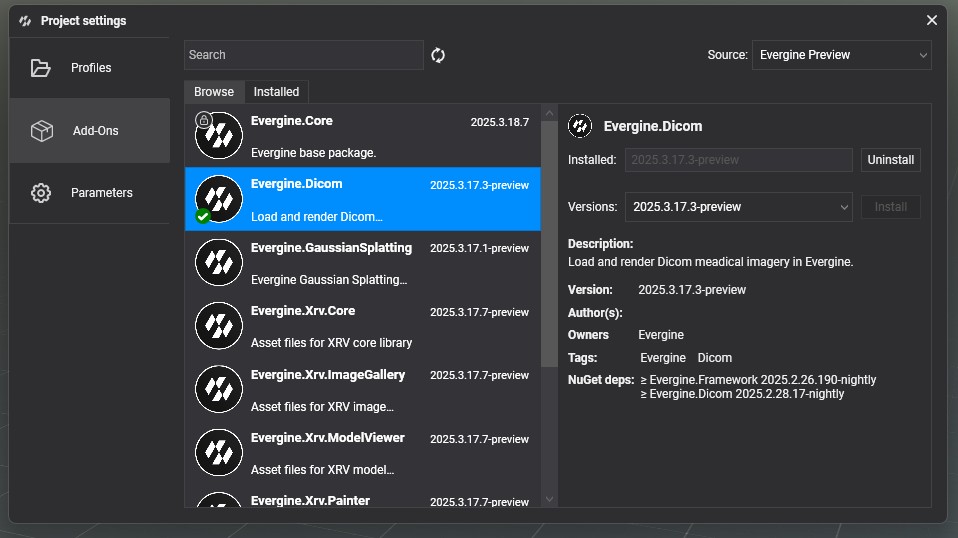 Project settings
Profiles
Add-Ons
Parameters
Search
Source: Evergine Preview
Browse Installed
Evergine.Core 2025.3.18.7
Evergine base package.
Evergine.Dicom 2025.3.17.3-preview
Load and render Dicom...
Evergine.GaussianSplatting 2025.3.17.1-preview
Evergine Gaussian Splatting...
Evergine.Xrv.Core 2025.3.17.7-preview
Asset files for XRV core library
Evergine.Xrv.ImageGallery 2025.3.17.7-preview
Asset files for XRV image...
Evergine.Xrv.ModelViewer 2025.3.17.7-preview
Asset files for XRV model...
Evergine.Xrv.Painter 2025.3.17.7-preview
Evergine.Dicom
Installed: 2025.3.17.3-preview Uninstall
Versions: 2025.3.17.3-preview Install
Description:
Load and render Dicom meadical imagery in Evergine.
Version: 2025.3.17.3-preview
Author(s):
Owners Evergine
Tags: Evergine Dicom
NuGet deps: ≥ Evergine.Framework 2025.2.26.190-nightly
≥ Evergine.Dicom 2025.2.28.17-nightly